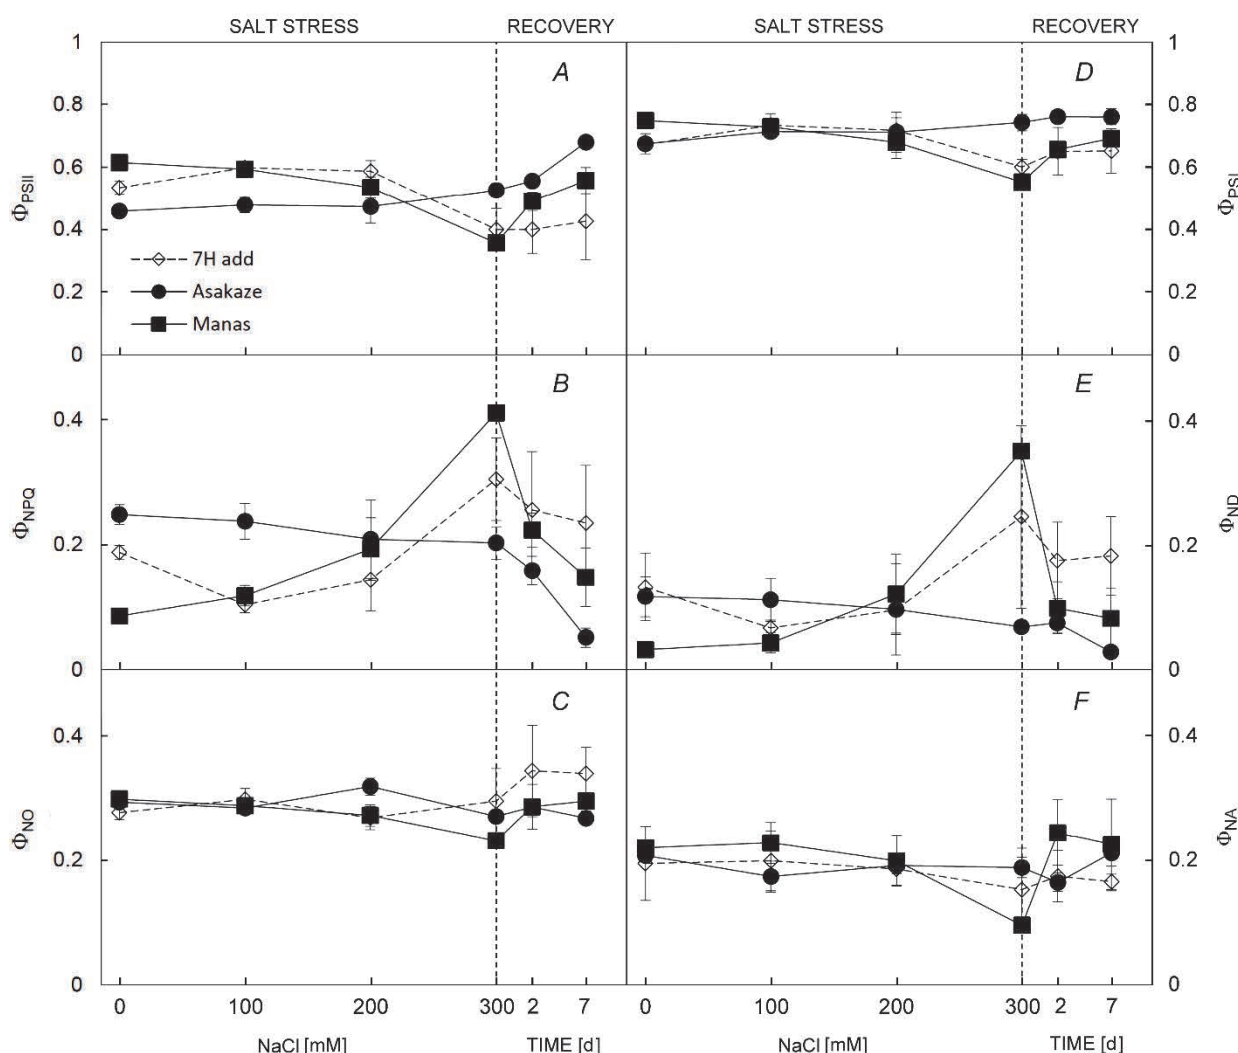 SALT STRESS RECOVERY SALT STRESS RECOVERY
1 A D 1
0.8 0.8
0.6 0.6
ΦPSII ΦPSI
0.4 0.4
7H add
0.2 Asakaze 0.2
Manas
0 0
B E
0.4 0.4
ΦNPQ ΦND
0.2 0.2
0 0
C F
0.4 0.4
ΦNO ΦNA
0.2 0.2
0 0
0 100 200 300 2 7 0 100 200 300 2 7
NaCl [mM] TIME [d] NaCl [mM] TIME [d]